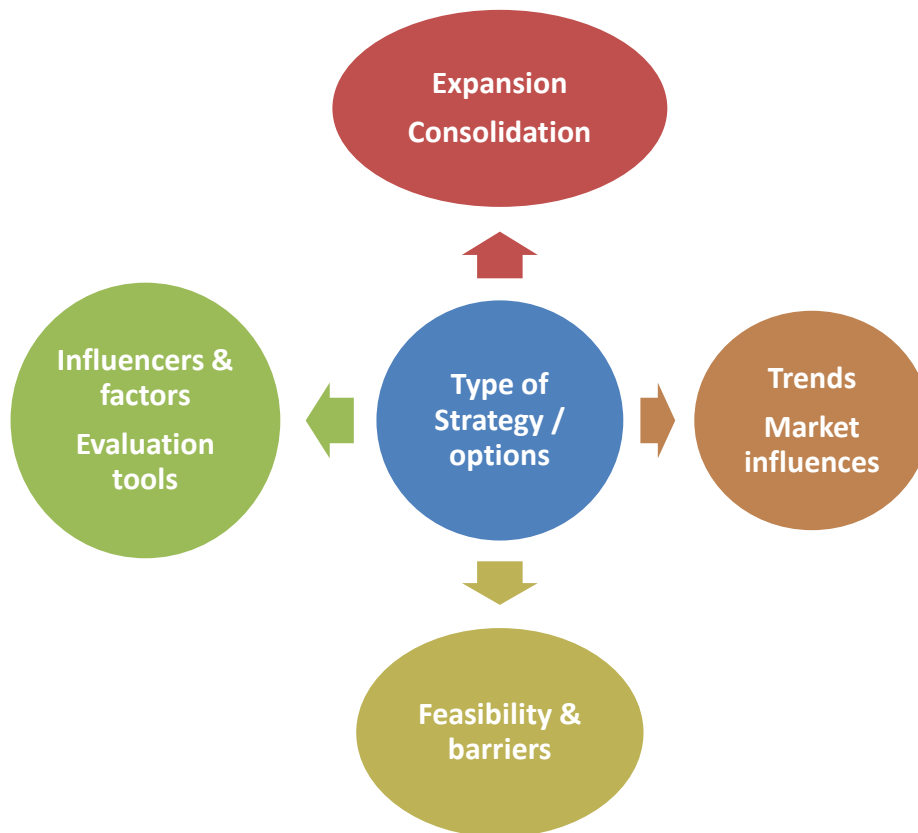 Expansion
Consolidation
Influencers &
factors
Evaluation
tools
Type of
Strategy /
options
Trends
Market
influences
Feasibility &
barriers